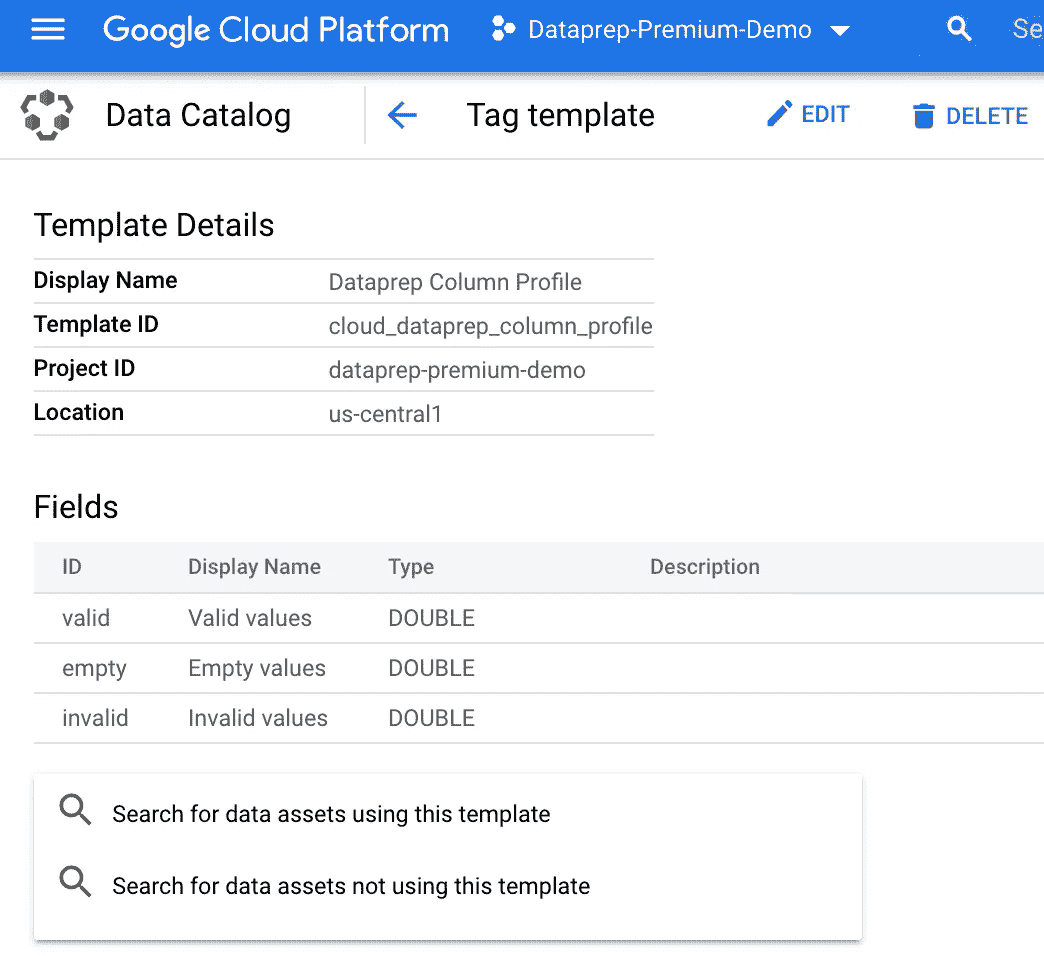 Google Cloud Platform Dataprep-Premium-Demo Se
Data Catalog Tag template EDIT DELETE
Template Details
Display Name Dataprep Column Profile
Template ID cloud_dataprep_column_profile
Project ID dataprep-premium-demo
Location us-central1
Fields
ID Display Name Type Description
valid Valid values DOUBLE
empty Empty values DOUBLE
invalid Invalid values DOUBLE
Search for data assets using this template
Search for data assets not using this template